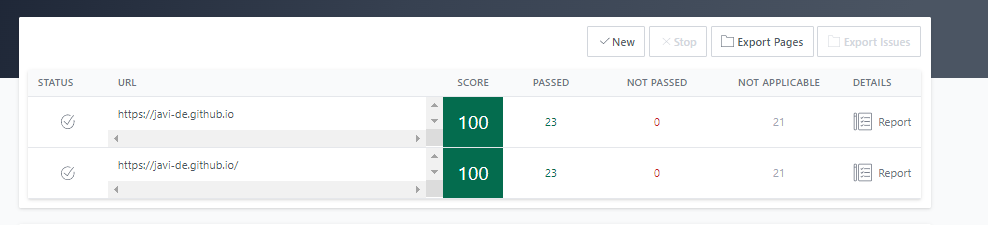 New Stop Export Pages Export Issues
STATUS URL SCORE PASSED NOT PASSED NOT APPLICABLE DETAILS
https://javi-de.github.io 100 23 0 21 Report
https://javi-de.github.io/ 100 23 0 21 Report